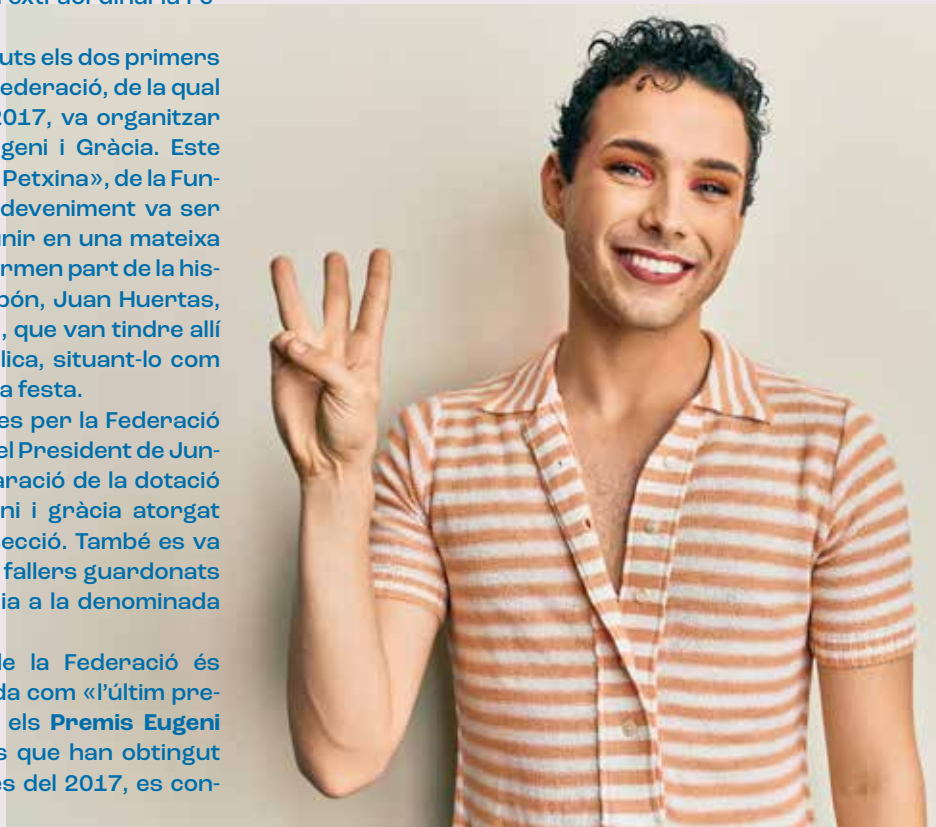 extraordinària Fe-
uts els dos primers
ederació, de la qual
2017, va organitzar
geni i Gràcia. Este
Petxina», de la Fun-
deveniment va ser
nir en una mateixa
rmen part de la his-
pón, Juan Huertas,
, que van tindre allí
lica, situant-lo com
a festa.
es per la Federació
el President de Jun-
aració de la dotació
ni i gràcia atorgat
secció. També es va
fallers guardonats
ia a la denominada
de la Federació és
da com «l’últim pre-
els Premis Eugeni
s que han obtingut
es del 2017, es con-